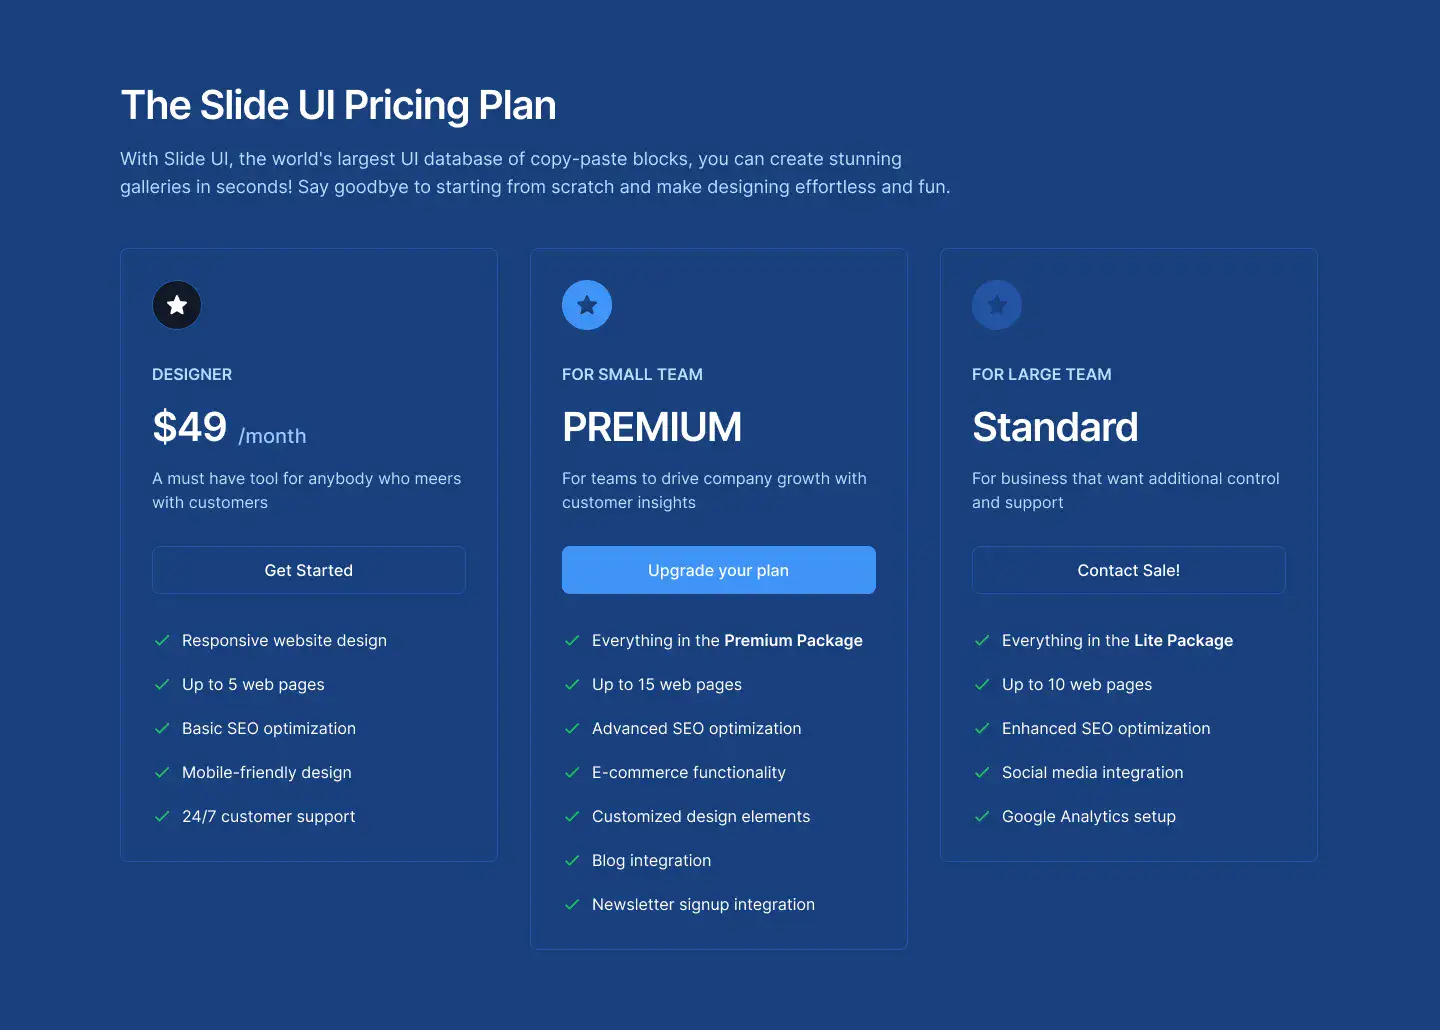 The Slide UI Pricing Plan
With Slide UI, the world's largest UI database of copy-paste blocks, you can create stunning
galleries in seconds! Say goodbye to starting from scratch and make designing effortless and fun.
DESIGNER
$49 /month
A must have tool for anybody who meers
with customers
Get Started
Responsive website design
Up to 5 web pages
Basic SEO optimization
Mobile-friendly design
24/7 customer support
FOR SMALL TEAM
PREMIUM
For teams to drive company growth with
customer insights
Upgrade your plan
Everything in the Premium Package
Up to 15 web pages
Advanced SEO optimization
E-commerce functionality
Customized design elements
Blog integration
Newsletter signup integration
FOR LARGE TEAM
Standard
For business that want additional control
and support
Contact Sale!
Everything in the Lite Package
Up to 10 web pages
Enhanced SEO optimization
Social media integration
Google Analytics setup